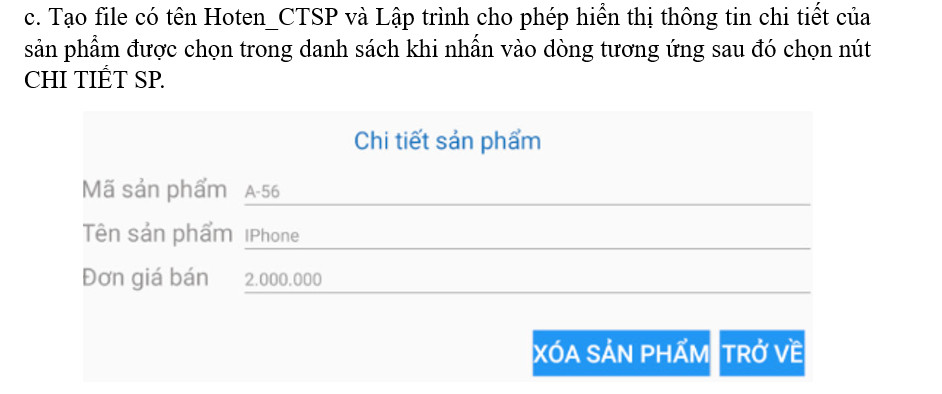 c. Tạo file có tên Hoten_CTSP và Lập trình cho phép hiển thị thông tin chi tiết của
sản phẩm được chọn trong danh sách khi nhấn vào dòng tương ứng sau đó chọn nút
CHI TIẾT SP.
Chi tiết sản phẩm
Mã sản phẩm A-56
Tên sản phẩm IPhone
Đơn giá bán 2.000.000
XÓA SẢN PHẨM TRỞ VỀ